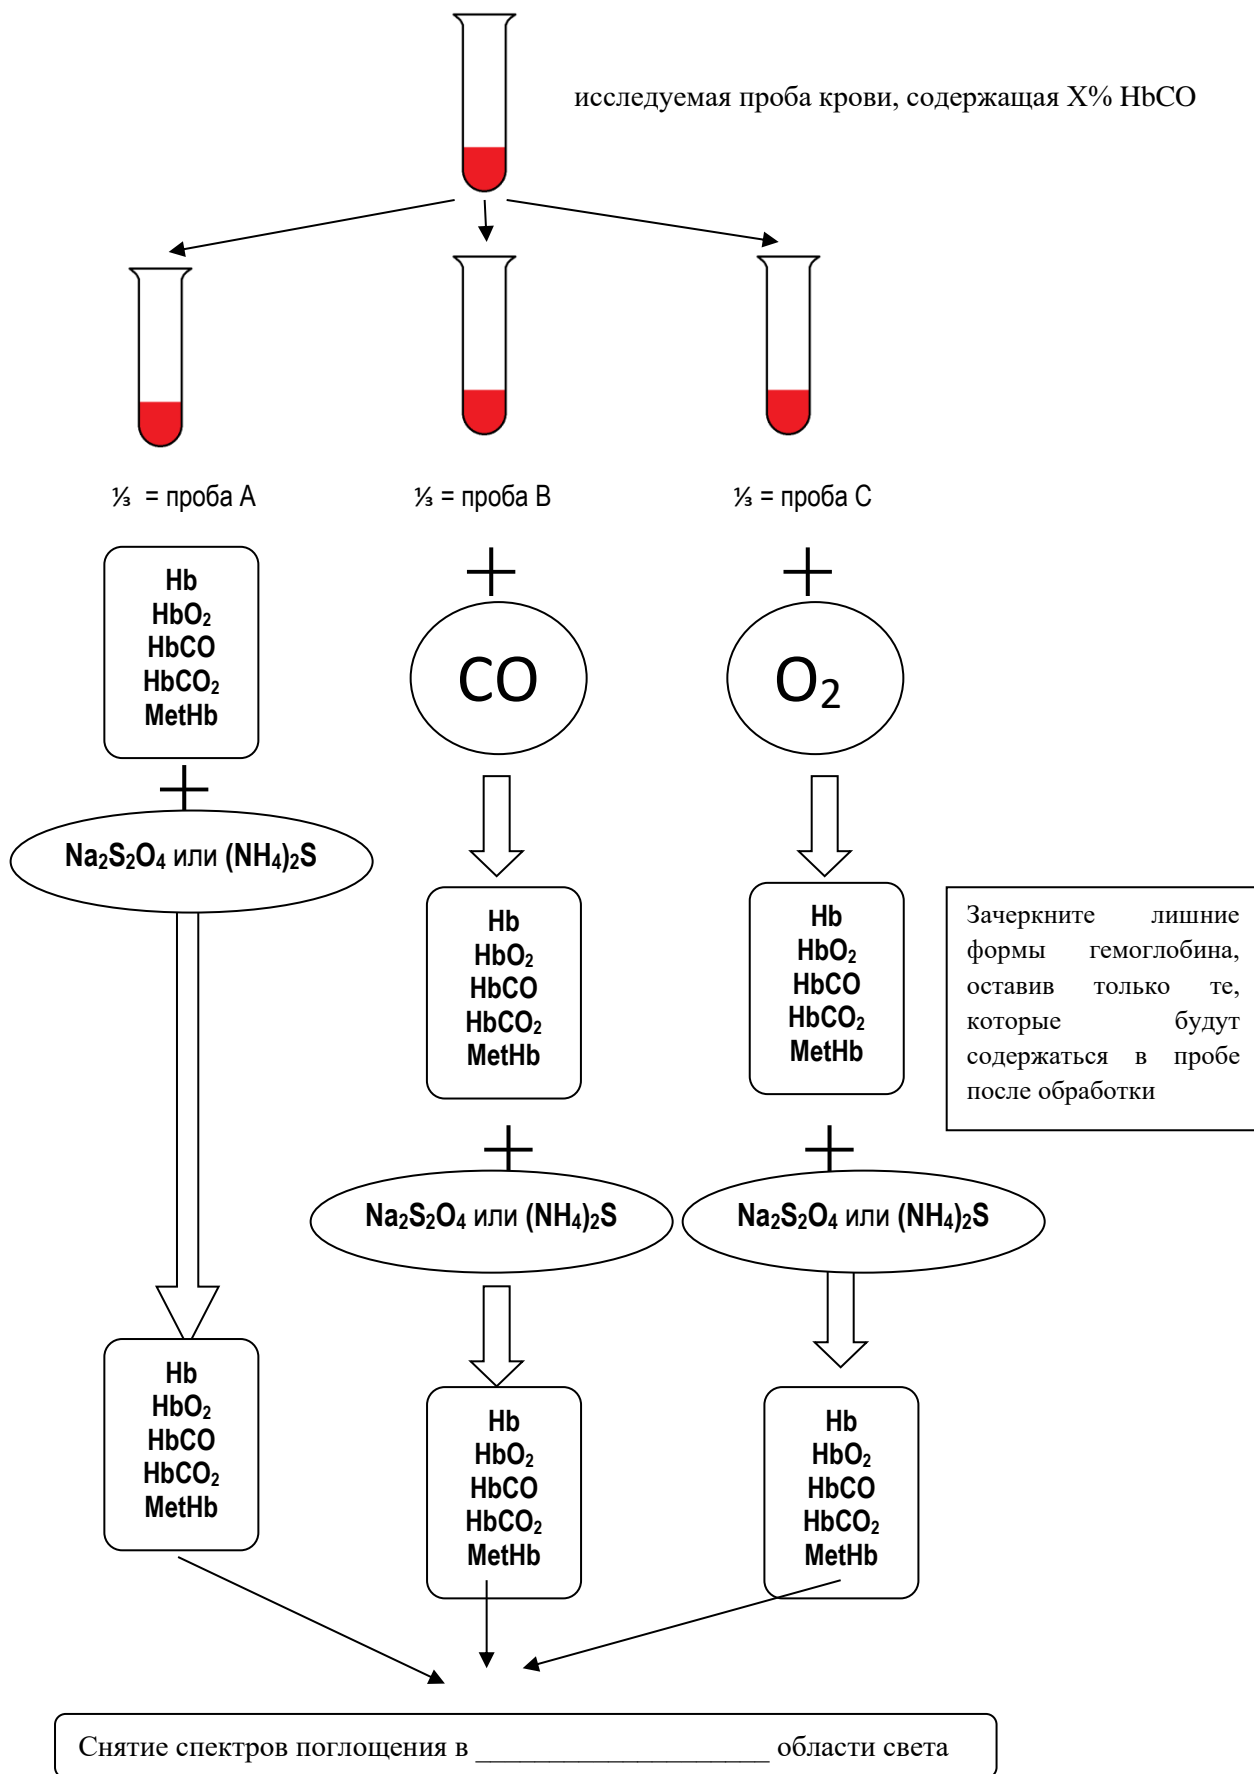 исследуемая проба крови, содержащая X% HbCO
⅓ = проба А
⅓ = проба В
⅓ = проба С
Hb
HbO₂
HbCO
HbCO₂
MetHb
Na₂S₂O₄ или (NH₄)₂S
CO
O₂
Hb
HbO₂
HbCO
HbCO₂
MetHb
Hb
HbO₂
HbCO
HbCO₂
MetHb
Зачеркните лишние
формы гемоглобина,
оставив только те,
которые будут
содержаться в пробе
после обработки
Na₂S₂O₄ или (NH₄)₂S
Na₂S₂O₄ или (NH₄)₂S
Hb
HbO₂
HbCO
HbCO₂
MetHb
Hb
HbO₂
HbCO
HbCO₂
MetHb
Hb
HbO₂
HbCO
HbCO₂
MetHb
Снятие спектров поглощения в _____________________ области света